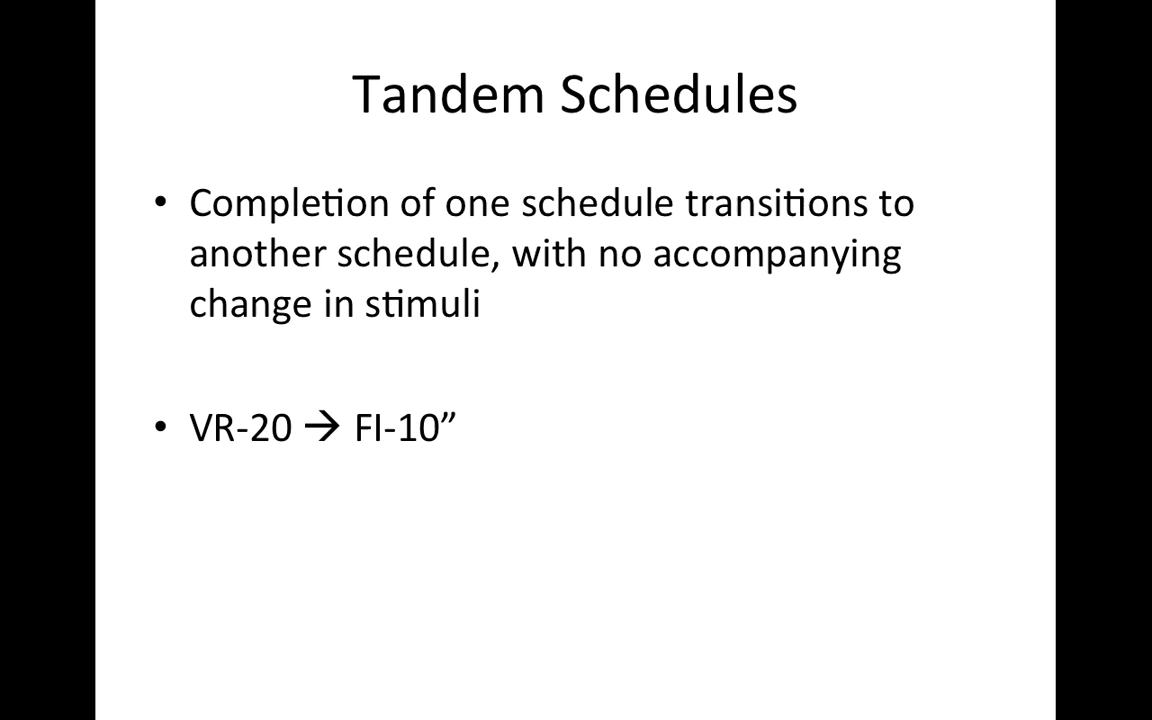 Tandem Schedules
• Completion of one schedule transitions to
another schedule, with no accompanying
change in stimuli
• VR-20 → FI-10”